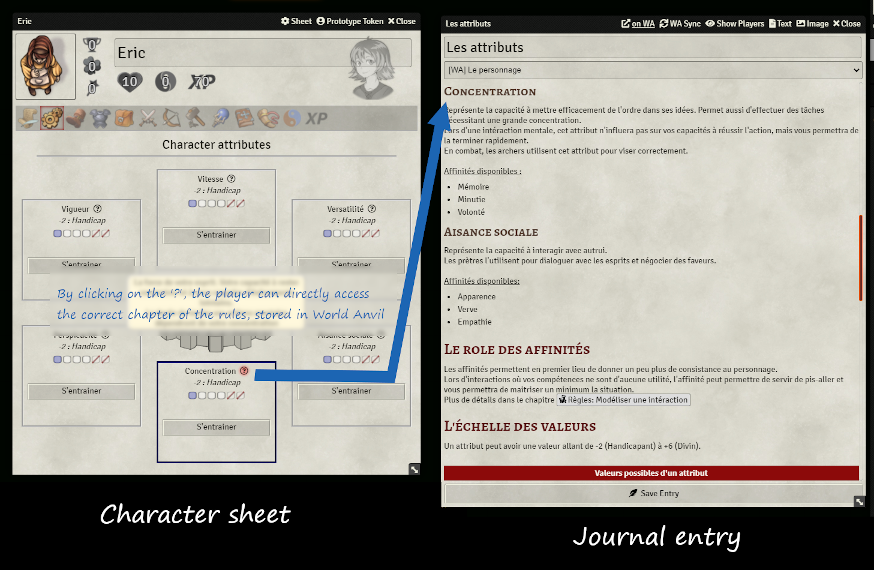 Eric
Sheet Prototype Token Close
0
0
0
Eric
10
0
70
XP
Character attributes
Vitesse ?
-2 : Handicap
S'entrainer
Vigueur ?
-2 : Handicap
S'entrainer
Versatilité ?
-2 : Handicap
S'entrainer
By clicking on the '?', the player can directly access
the correct chapter of the rules, stored in World Anvil
Perspicacité
-2 : Handicap
S'entrainer
Aisance sociale
-2 : Handicap
S'entrainer
Concentration ?
-2 : Handicap
S'entrainer
Character sheet
Les attributs
on WA WA Sync Show Players Text Image Close
Les attributs
[WA] Le personnage
Concentration
Représente la capacité à mettre efficacement de l'ordre dans ses idées. Permet aussi d'effectuer des tâches
nécessitant une grande concentration.
Lors d'une intéraction mentale, cet attribut n'influera pas sur vos capacités à réussir l'action, mais vous permettra de
la terminer rapidement.
En combat, les archers utilisent cet attribut pour viser correctement.
Affinités disponibles :
Mémoire
Minutie
Volonté
Aisance sociale
Représente la capacité à interagir avec autrui.
Les prêtres l'utilisent pour dialoguer avec les esprits et négocier des faveurs.
Affinités disponibles:
Apparence
Verve
Empathie
Le role des affinités
Les affinités permettent en premier lieu de donner un peu plus de consistance au personnage.
Lors d'interactions où vos compétences ne sont d'aucune utilité, l'affinité peut permettre de servir de pis-aller et
vous permettra de maitriser un minimum la situation.
Plus de détails dans le chapitre Règles: Modéliser une intéraction
L'échelle des valeurs
Un attribut peut avoir une valeur allant de -2 (Handicapant) à +6 (Divin).
Valeurs possibles d'un attribut
Save Entry
Journal entry